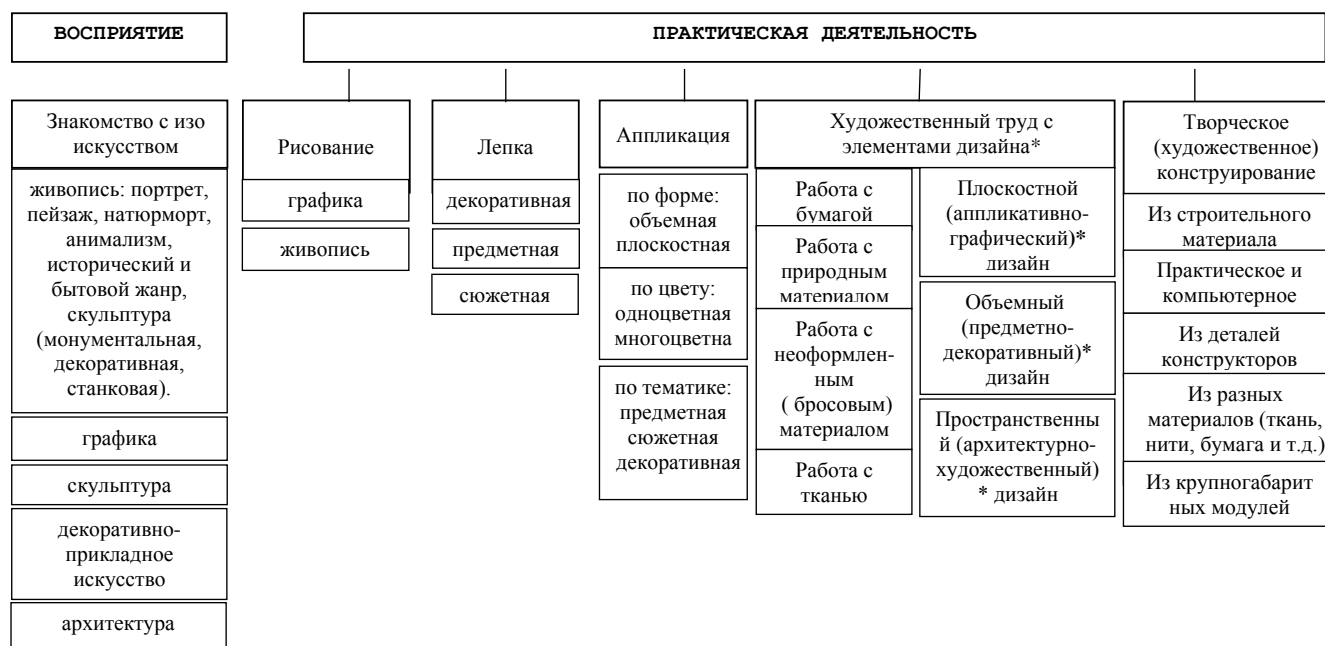 ВОСПРИЯТИЕ
ПРАКТИЧЕСКАЯ ДЕЯТЕЛЬНОСТЬ
Знакомство с изо
искусством
живопись: портрет,
пейзаж, натюрморт,
анимализм,
исторический и
бытовой жанр,
скульптура
(монументальная,
декоративная,
станковая).
графика
скульптура
декоративно-
прикладное
искусство
архитектура
Рисование
графика
живопись
Лепка
декоративная
предметная
сюжетная
Аппликация
по форме:
объемная
плоскостная
по цвету:
одноцветная
многоцветна
по тематике:
предметная
сюжетная
декоративная
Художественный труд с
элементами дизайна*
Работа с
бумагой
Работа с
природным
материалом
Работа с
неоформлен-
ным
( бросовым)
материалом
Работа с
тканью
Плоскостной
(аппликативно-
графический)*
дизайн
Объемный
(предметно-
декоративный)*
дизайн
Пространственны
й (архитектурно-
художественный)
* дизайн
Творческое
(художественное)
конструирование
Из строительного
материала
Практическое и
компьютерное
Из деталей
конструкторов
Из разных
материалов (ткань,
нити, бумага и т.д.)
Из крупногабарит
ных модулей